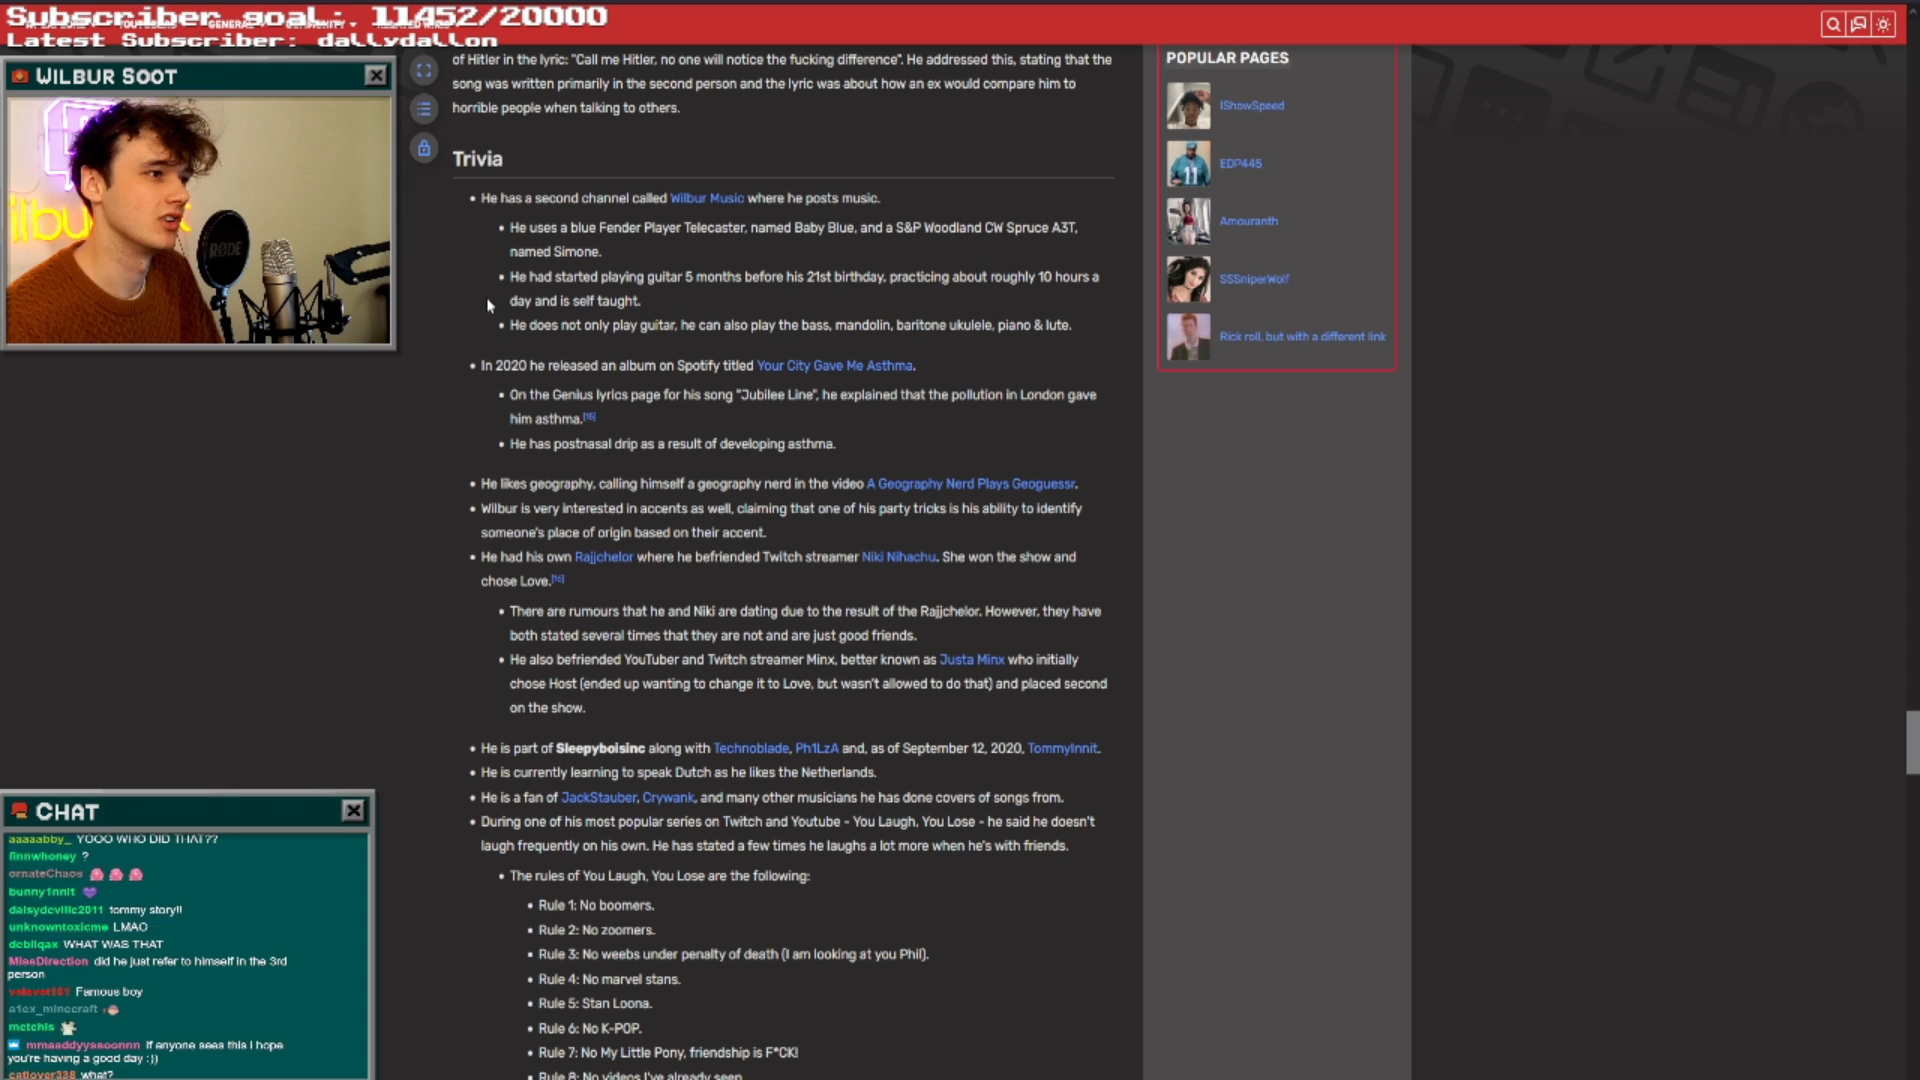 Subscriber goal: 11452/20000
Latest Subscriber: dallydallon
WILBUR SOOT
RODE
of Hitler in the lyric: "Call me Hitler, no one will notice the fucking difference". He addressed this, stating that the
song was written primarily in the second person and the lyric was about how an ex would compare him to
horrible people when talking to others.
Trivia
• He has a second channel called Wilbur Music where he posts music.
• He uses a blue Fender Player Telecaster, named Baby Blue, and a S&P Woodland CW Spruce A3T,
named Simone.
• He had started playing guitar 5 months before his 21st birthday, practicing about roughly 10 hours a
day and is self taught.
• He does not only play guitar, he can also play the bass, mandolin, baritone ukulele, piano & lute.
• In 2020 he released an album on Spotify titled Your City Gave Me Asthma.
• On the Genius lyrics page for his song "Jubilee Line", he explained that the pollution in London gave
him asthma.[15]
• He has postnasal drip as a result of developing asthma.
• He likes geography, calling himself a geography nerd in the video A Geography Nerd Plays Geoguessr.
• Wilbur is very interested in accents as well, claiming that one of his party tricks is his ability to identify
someone's place of origin based on their accent.
• He had his own Rajjchelor where he befriended Twitch streamer Niki Nihachu. She won the show and
chose Love.[16]
• There are rumours that he and Niki are dating due to the result of the Rajjchelor. However, they have
both stated several times that they are not and are just good friends.
• He also befriended YouTuber and Twitch streamer Minx, better known as Justa Minx who initially
chose Host (ended up wanting to change it to Love, but wasn't allowed to do that) and placed second
on the show.
• He is part of Sleepyboisinc along with Technoblade, Ph1LzA and, as of September 12, 2020, TommyInnit.
• He is currently learning to speak Dutch as he likes the Netherlands.
• He is a fan of JackStauber, Crywank, and many other musicians he has done covers of songs from.
• During one of his most popular series on Twitch and Youtube - You Laugh, You Lose - he said he doesn't
laugh frequently on his own. He has stated a few times he laughs a lot more when he's with friends.
• The rules of You Laugh, You Lose are the following:
• Rule 1: No boomers.
• Rule 2: No zoomers.
• Rule 3: No weebs under penalty of death (I am looking at you Phil).
• Rule 4: No marvel stans.
• Rule 5: Stan Loona.
• Rule 6: No K-POP.
• Rule 7: No My Little Pony, friendship is F*CK!
• Rule 8: No videos I've already seen
POPULAR PAGES
IShowSpeed
EDP445
Amouranth
SSSniperWolf
Rick roll, but with a different link
CHAT
aaaaabby_ YOOO WHO DID THAT??
finnwhoney ?
ornateChaos
bunny1nnit
daisydeville2011 tommy story!!
unknowntoxicme LMAO
dcbliqax WHAT WAS THAT
MissDirection did he just refer to himself in the 3rd
person
Famous boy
a1ex_minecraft
metchis
mmaaddyyssoonnn If anyone sees this I hope
you're having a good day :))
catlover338 what?